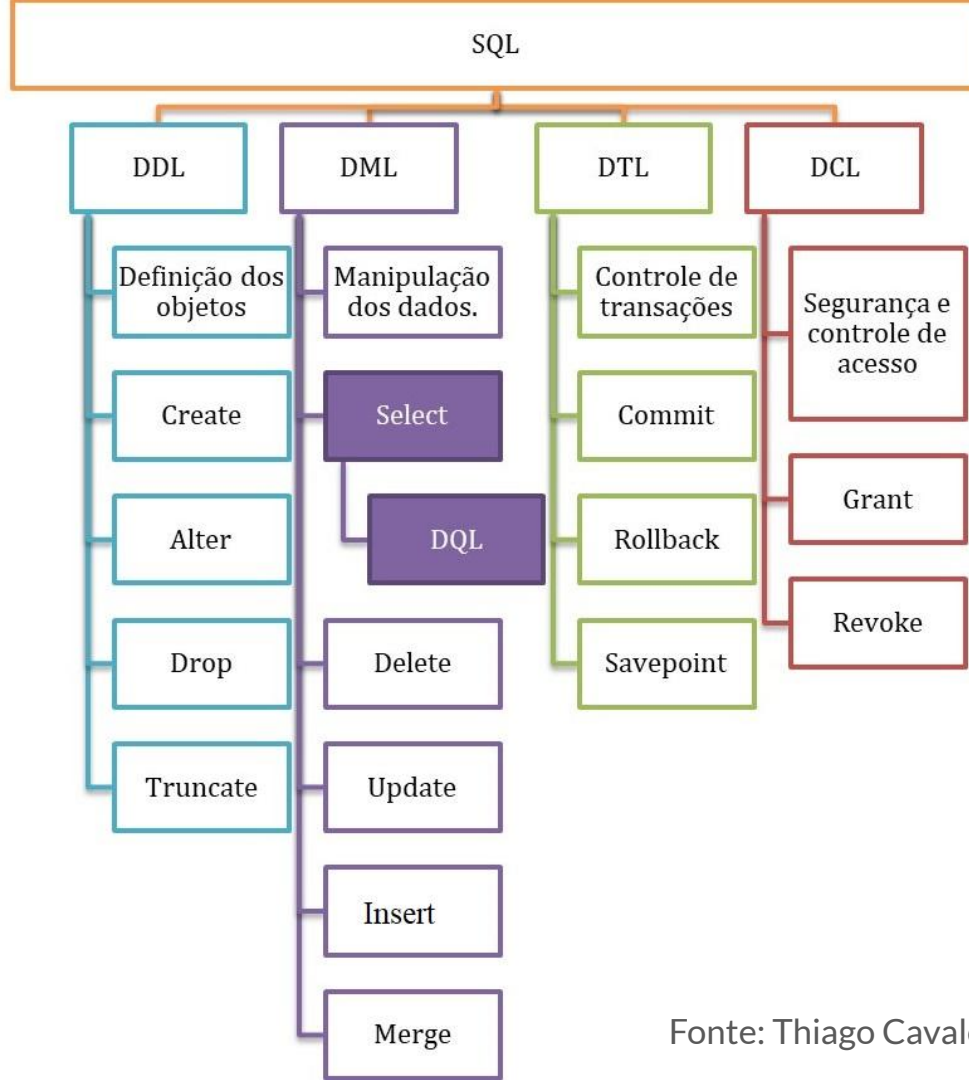 SQL
DDL
Definição dos
objetos
Create
Alter
Drop
Truncate
DML
Manipulação
dos dados.
Select
DQL
Delete
Update
Insert
Merge
DTL
Controle de
transações
Commit
Rollback
Savepoint
DCL
Segurança e
controle de
acesso
Grant
Revoke
Fonte: Thiago